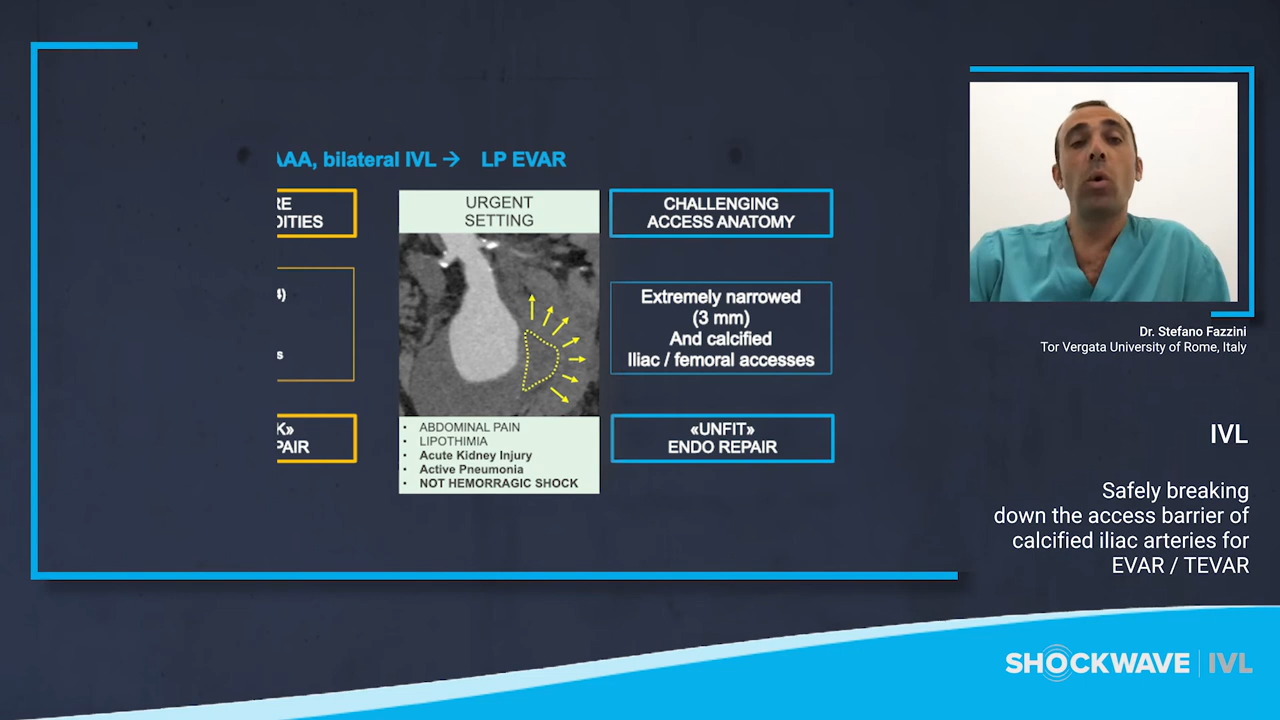 AAA, bilateral IVL → LP EVAR
RE
DITIES
4)
s
K»
PAIR
URGENT
SETTING
• ABDOMINAL PAIN
• LIPOTHIMIA
• Acute Kidney Injury
• Active Pneumonia
• NOT HEMORRAGIC SHOCK
CHALLENGING
ACCESS ANATOMY
Extremely narrowed
(3 mm)
And calcified
Iliac / femoral accesses
«UNFIT»
ENDO REPAIR
Dr. Stefano Fazzini
Tor Vergata University of Rome, Italy
IVL
Safely breaking
down the access barrier of
calcified iliac arteries for
EVAR / TEVAR
SHOCKWAVE | IVL